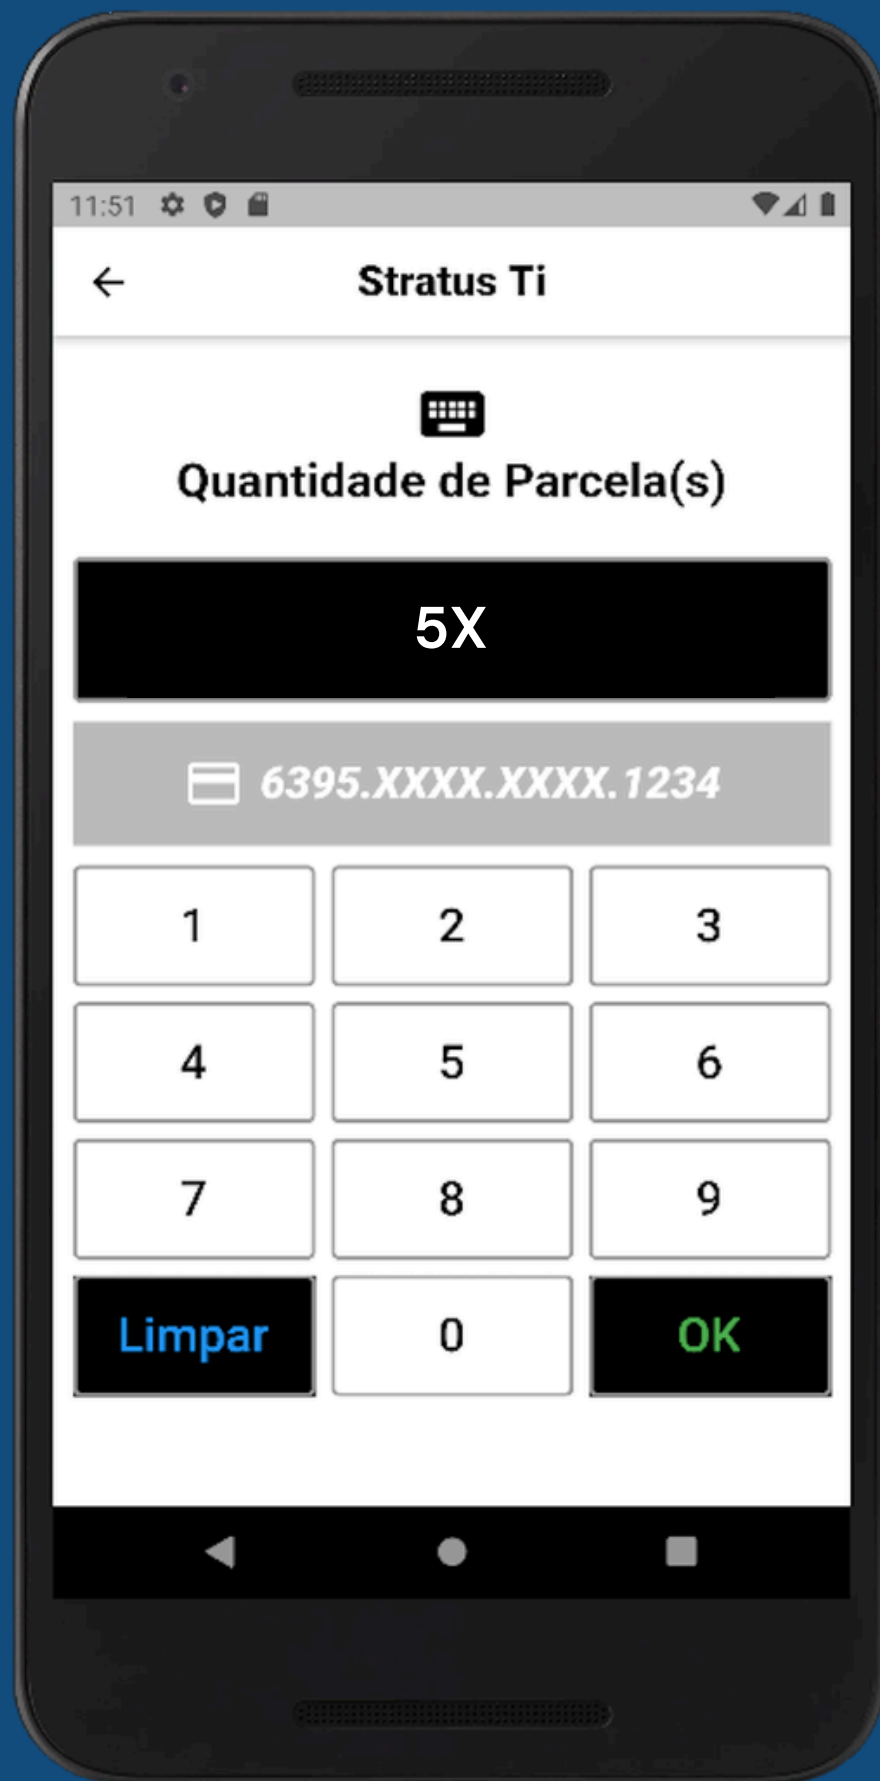 11:51
Stratus Ti
Quantidade de Parcela(s)
5X
6395.XXXX.XXXX.1234
1 2 3
4 5 6
7 8 9
Limpar 0 OK